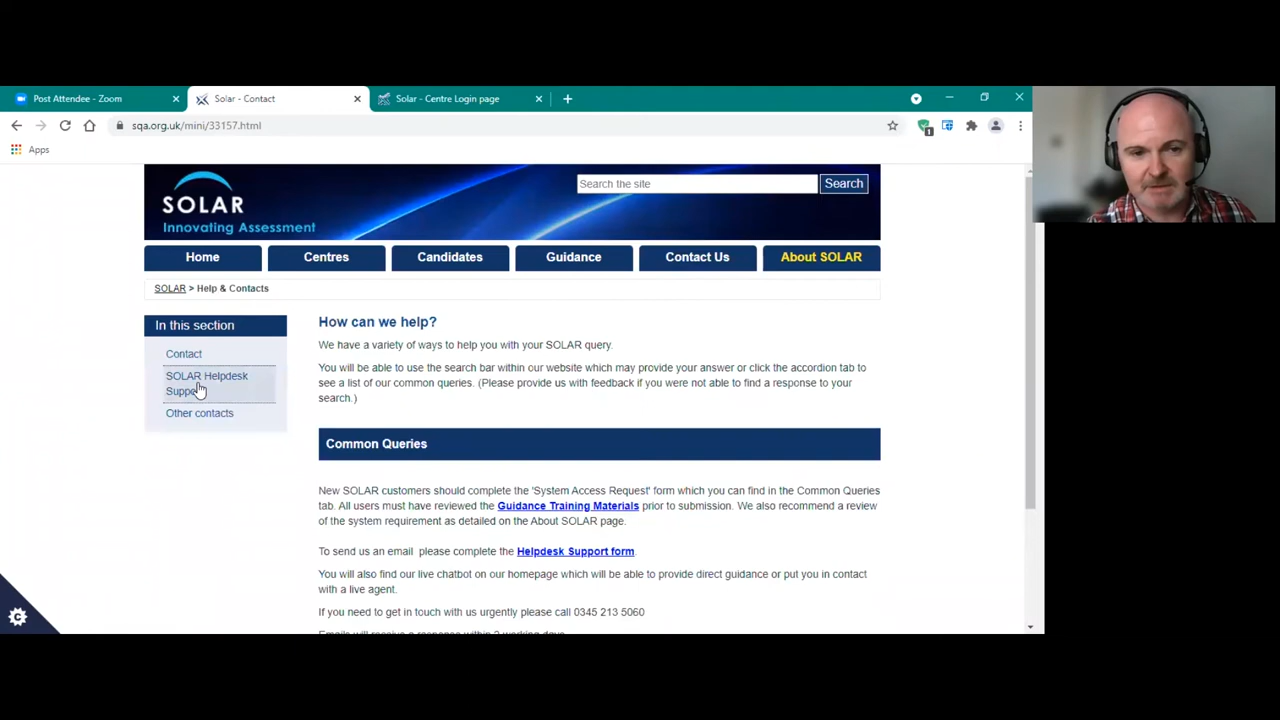 Post Attendee - Zoom
Solar - Contact
Solar - Centre Login page
sqa.org.uk/mini/33157.html
1
Apps
SOLAR
Innovating Assessment
Search the site
Search
Home
Centres
Candidates
Guidance
Contact Us
About SOLAR
SOLAR > Help & Contacts
In this section
Contact
SOLAR Helpdesk
Other contacts
How can we help?
We have a variety of ways to help you with your SOLAR query.
You will be able to use the search bar within our website which may provide your answer or click the accordion tab to
see a list of our common queries. (Please provide us with feedback if you were not able to find a response to your
search.)
Common Queries
New SOLAR customers should complete the 'System Access Request' form which you can find in the Common Queries
tab. All users must have reviewed the Guidance Training Materials prior to submission. We also recommend a review
of the system requirement as detailed on the About SOLAR page.
To send us an email please complete the Helpdesk Support form.
You will also find our live chatbot on our homepage which will be able to provide direct guidance or put you in contact
with a live agent.
If you need to get in touch with us urgently please call 0345 213 5060
Emails will receive a response within 2 working days